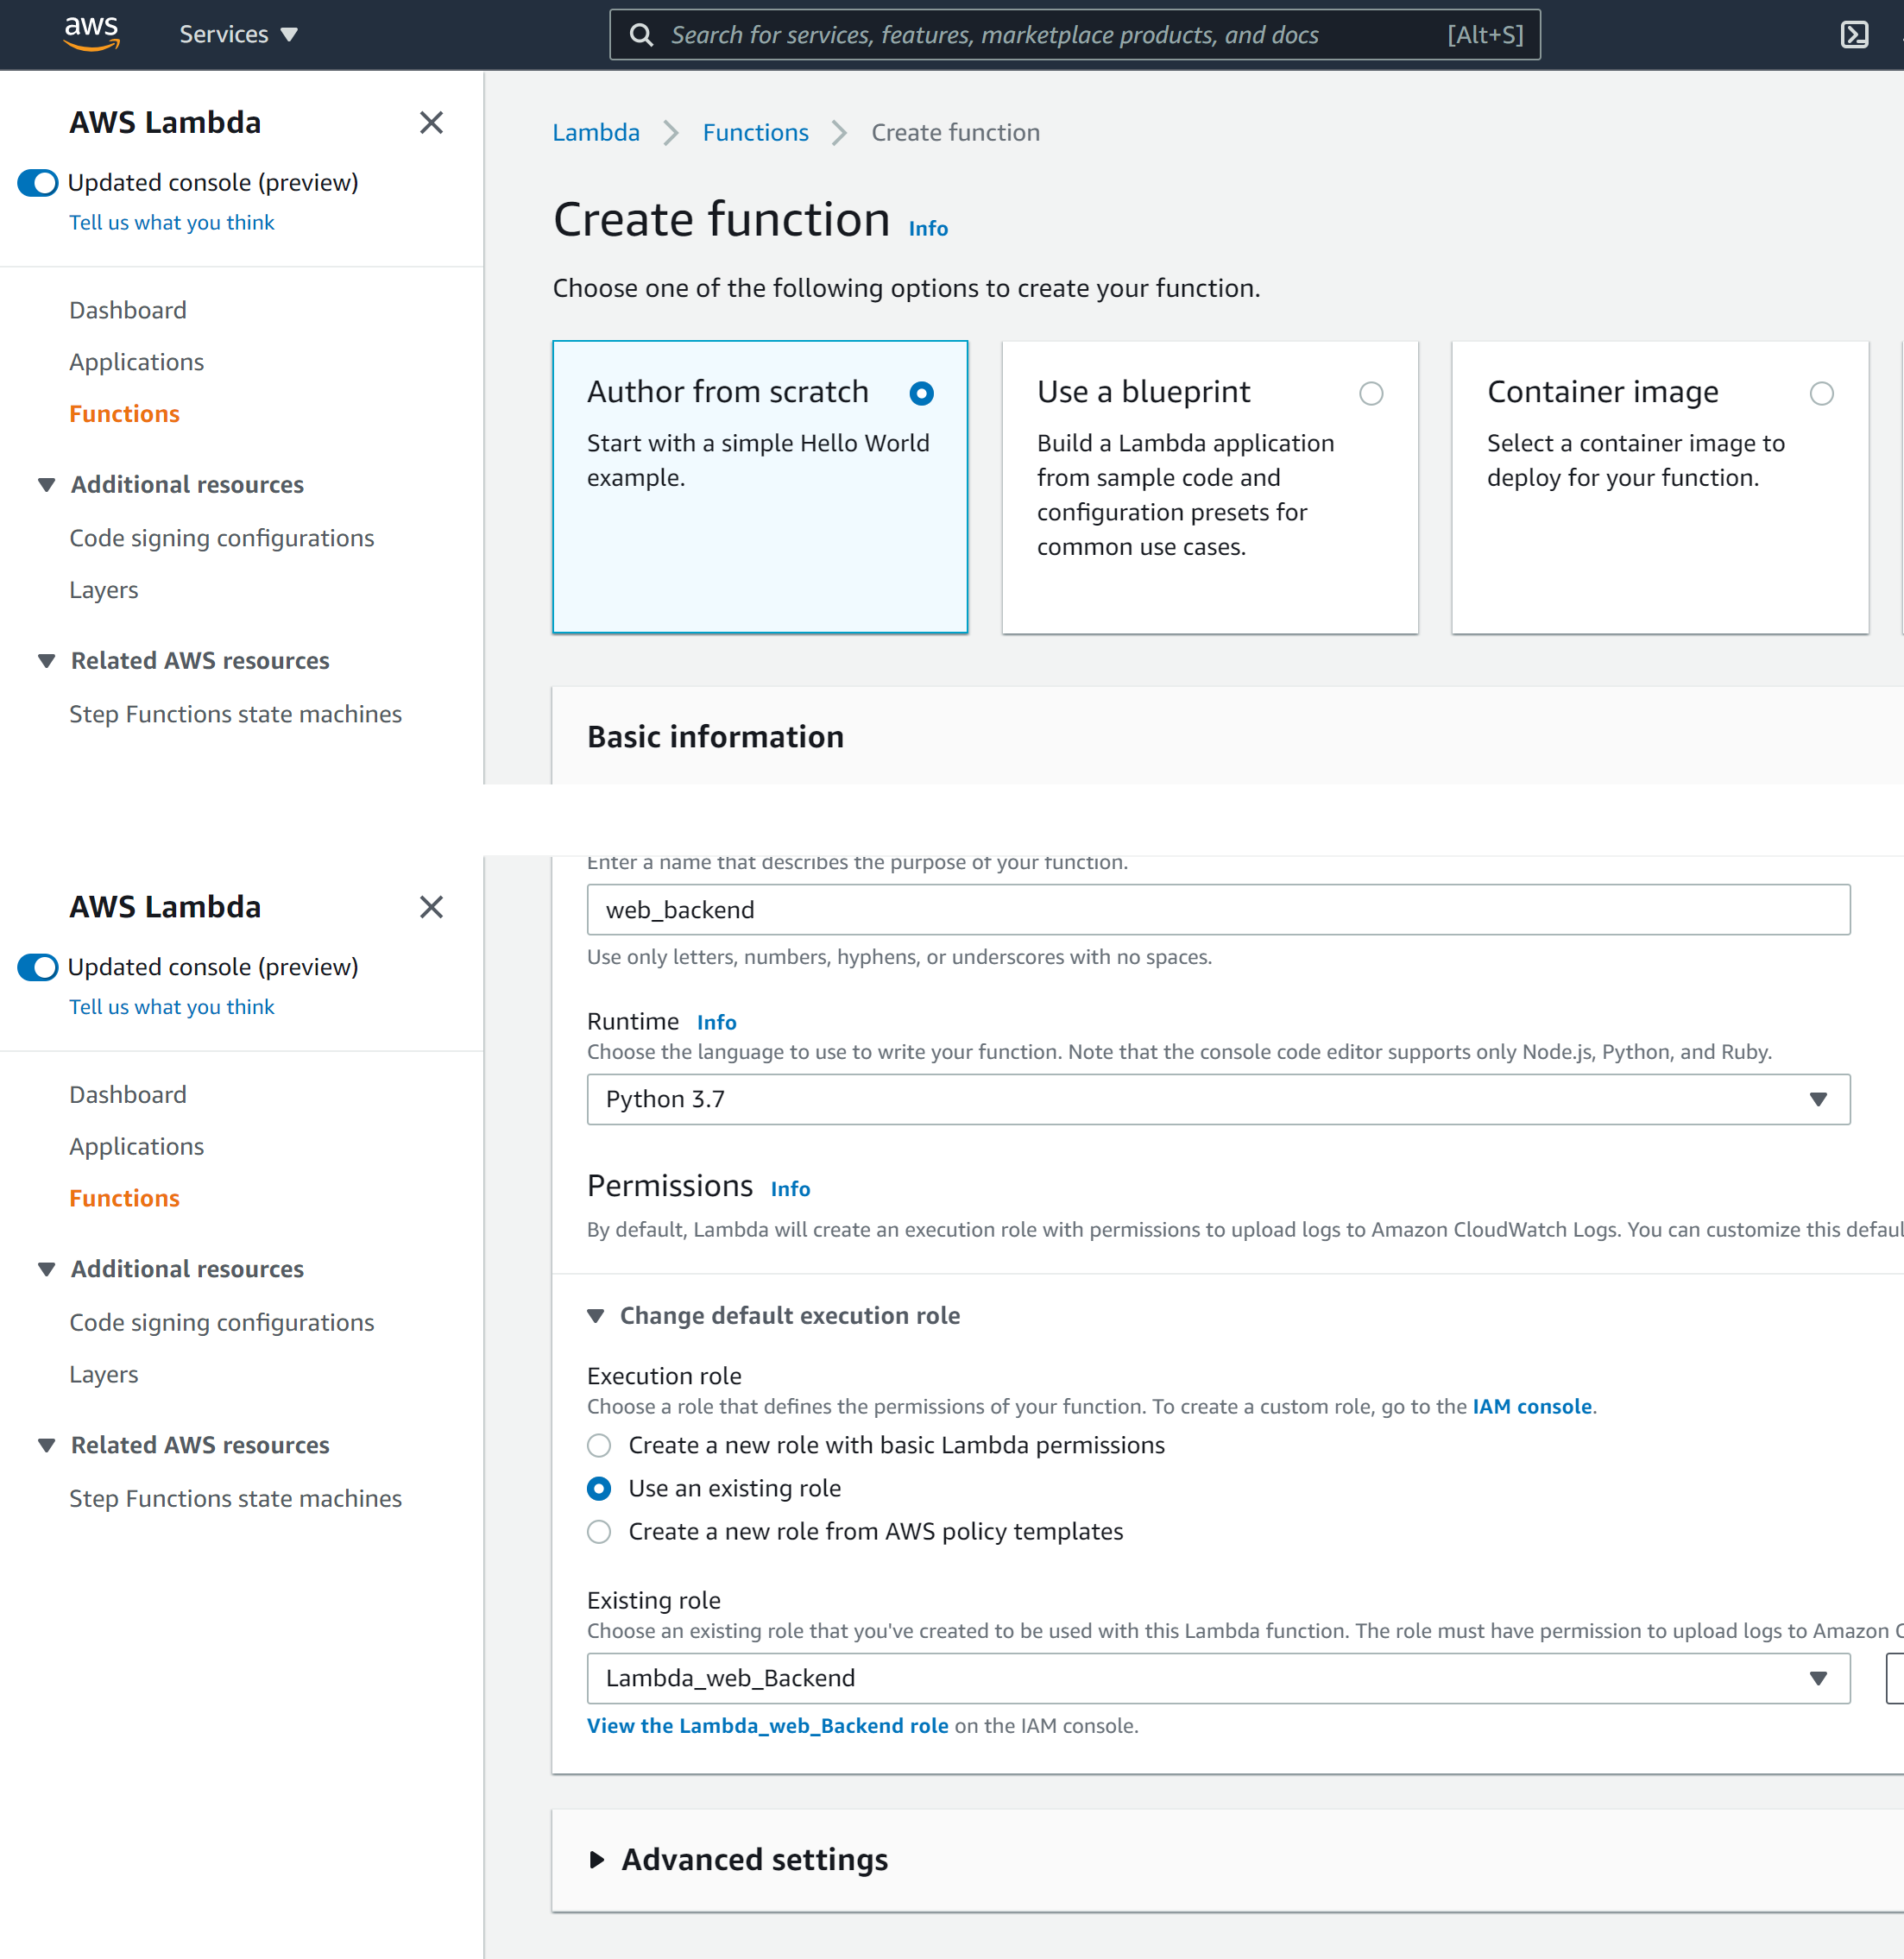 aws
Services
Search for services, features, marketplace products, and docs [Alt+S]
AWS Lambda
Updated console (preview)
Tell us what you think
Dashboard
Applications
Functions
Additional resources
Code signing configurations
Layers
Related AWS resources
Step Functions state machines
Lambda
Functions
Create function
Create function Info
Choose one of the following options to create your function.
Author from scratch
Start with a simple Hello World
example.
Use a blueprint
Build a Lambda application
from sample code and
configuration presets for
common use cases.
Container image
Select a container image to
deploy for your function.
Basic information
AWS Lambda
Updated console (preview)
Tell us what you think
Dashboard
Applications
Functions
Additional resources
Code signing configurations
Layers
Related AWS resources
Step Functions state machines
Enter a name that describes the purpose of your function.
web_backend
Use only letters, numbers, hyphens, or underscores with no spaces.
Runtime Info
Choose the language to use to write your function. Note that the console code editor supports only Node.js, Python, and Ruby.
Python 3.7
Permissions Info
By default, Lambda will create an execution role with permissions to upload logs to Amazon CloudWatch Logs. You can customize this
Change default execution role
Execution role
Choose a role that defines the permissions of your function. To create a custom role, go to the IAM console.
Create a new role with basic Lambda permissions
Use an existing role
Create a new role from AWS policy templates
Existing role
Choose an existing role that you've created to be used with this Lambda function. The role must have permission to upload logs to Amazon
Lambda_web_Backend
View the Lambda_web_Backend role on the IAM console.
Advanced settings